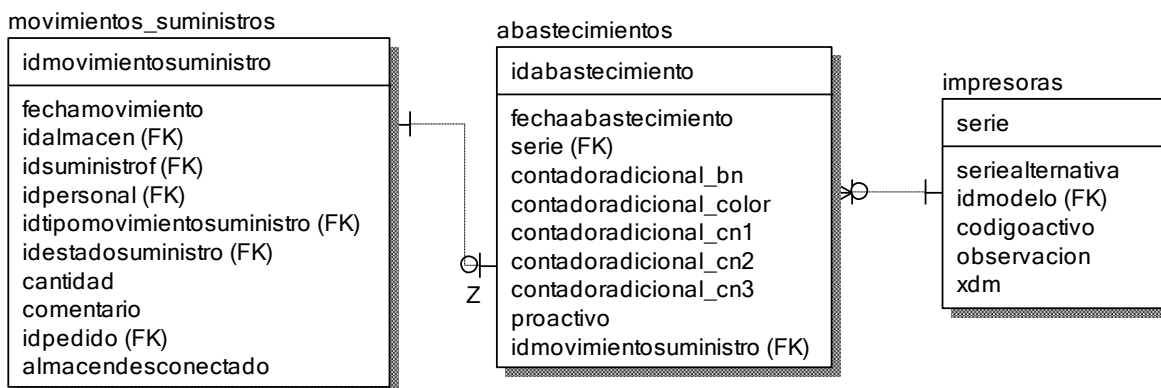 movimientos_suministros
idmovimientosuministro
fechamovimiento
idalmacen (FK)
idsuministrof (FK)
idpersonal (FK)
idtipomovimientosuministro (FK)
idestadosuministro (FK)
cantidad
comentario
idpedido (FK)
almacendesconectado
Z
abastecimientos
idabastecimiento
fechaabastecimiento
serie (FK)
contadoradicional_bn
contadoradicional_color
contadoradicional_cn1
contadoradicional_cn2
contadoradicional_cn3
proactivo
idmovimientosuministro (FK)
impresoras
serie
seriealternativa
idmodelo (FK)
codigoactivo
observacion
xdm